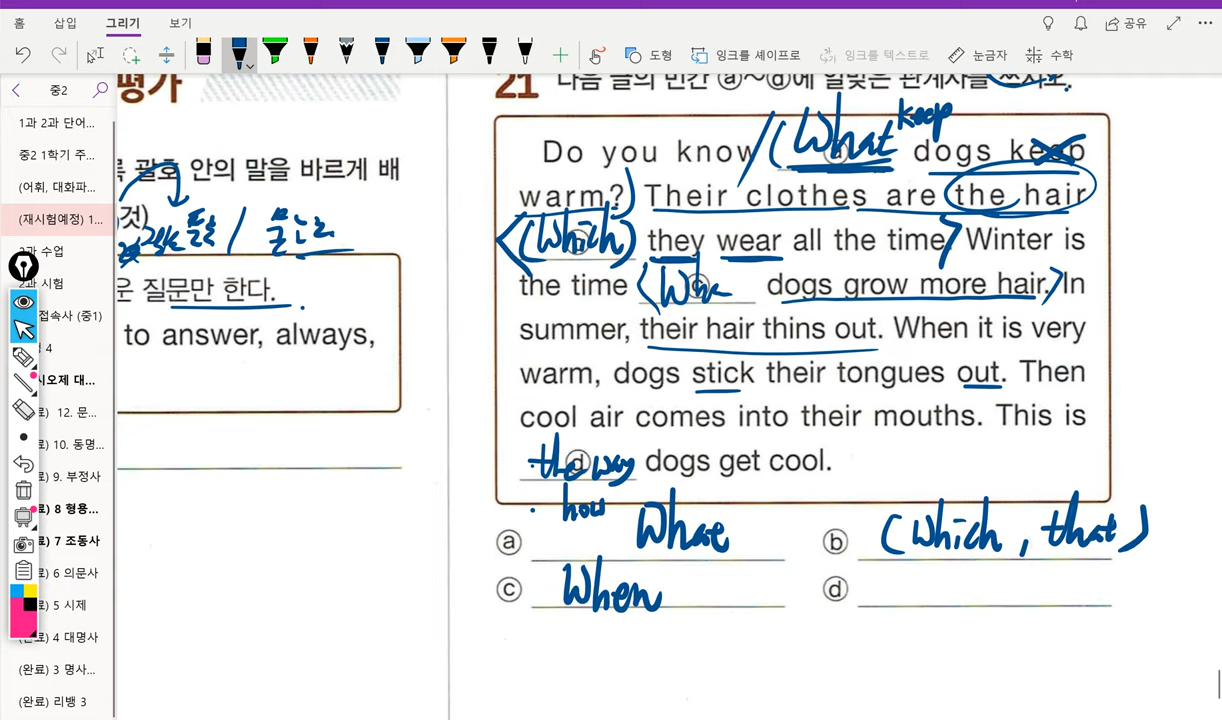 홈 삽입 그리기 보기 공유
도형 잉크를 셰이프로 잉크를 텍스트로 눈금자 수학
중2
1과 2과 단어...
중2 1학기 주...
(어휘, 대화파...
(재시험예정) 1...
2과 수업
2과 시험
접속사 (중1)
4
시오제 대...
료) 12. 문...
료) 10. 동명...
료) 9. 부정사
료) 8 형용...
료) 7 조동사
료) 6 의문사
료) 5 시제
(완료) 4 대명사
(완료) 3 명사...
(완료) 리뱅 3
평가
록 괄호 안의 말을 바르게 배
것)
운 질문만 한다.
to answer, always,
21 다음 글의 빈칸 ⓐ~ⓓ에 알맞은 관계사를 쓰시오.
keep
Do you know / (What ⓐ dogs keep
warm?) Their clothes are the hair
(which) ⓑ they wear all the time. Winter is
the time ⓒ dogs grow more hair. In
summer, their hair thins out. When it is very
warm, dogs stick their tongues out. Then
cool air comes into their mouths. This is
the way ⓓ dogs get cool.
how
ⓐ What ⓑ (which, that)
ⓒ When ⓓ